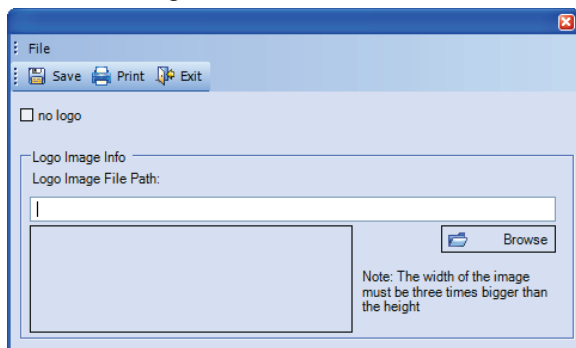 File
Save Print Exit
no logo
Logo Image Info
Logo Image File Path:
Browse
Note: The width of the image
must be three times bigger than
the height